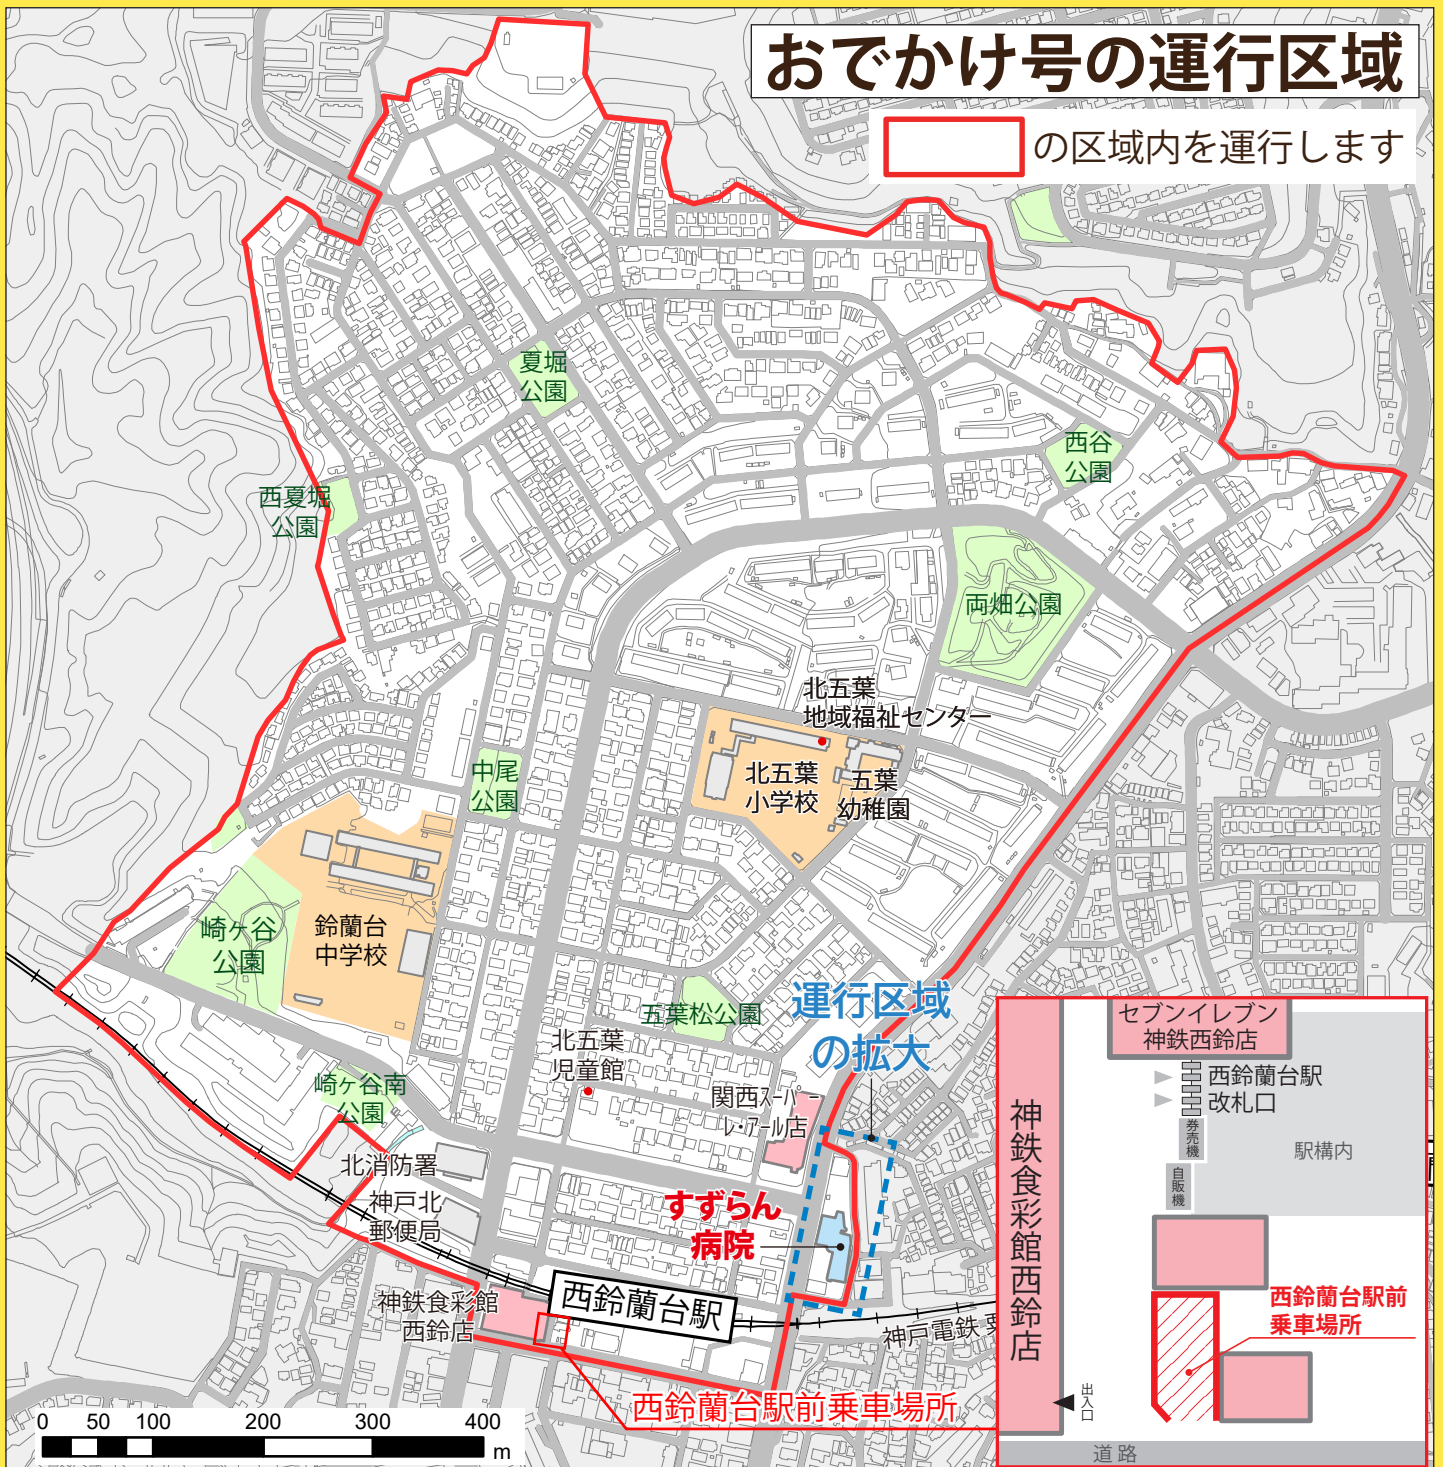 おでかけ号の運行区域
の区域内を運行します
夏堀
公園
西谷
公園
西夏堀
公園
両畑公園
北五葉
地域福祉センター
北五葉
小学校
五葉
幼稚園
中尾
公園
崎ヶ谷
公園
鈴蘭台
中学校
五葉松公園
運行区域
の拡大
北五葉
児童館
崎ヶ谷南
公園
関西スーパー
レ・アール店
北消防署
神戸北
郵便局
すずらん
病院
西鈴蘭台駅
神鉄食彩館
西鈴店
神戸電鉄
西鈴蘭台駅前乗車場所
0 50 100 200 300 400
m
セブンイレブン
神鉄西鈴店
西鈴蘭台駅
改札口
券売機
駅構内
自販機
神鉄食彩館西鈴店
西鈴蘭台駅前
乗車場所
出入口
道路